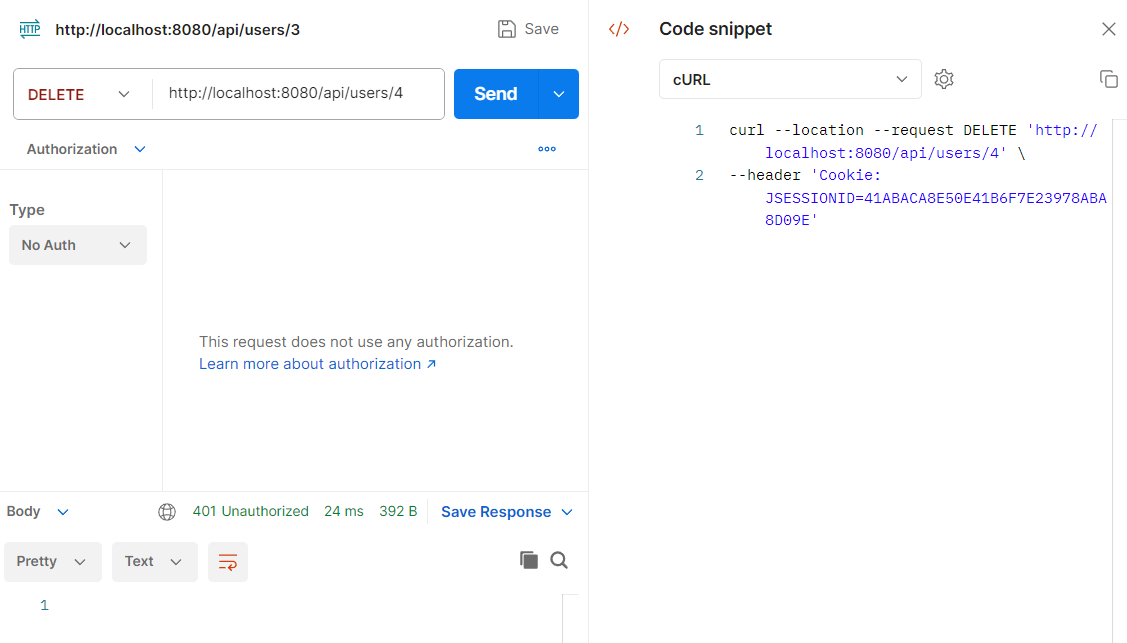 HTTP http://localhost:8080/api/users/3 Save
DELETE http://localhost:8080/api/users/4 Send
Authorization
Type
No Auth
This request does not use any authorization.
Learn more about authorization ↗
Body 401 Unauthorized 24 ms 392 B Save Response
Pretty Text
1
</> Code snippet
cURL
1 curl --location --request DELETE 'http://
localhost:8080/api/users/4' \
2 --header 'Cookie:
JSESSIONID=41ABACA8E50E41B6F7E23978ABA
8D09E'